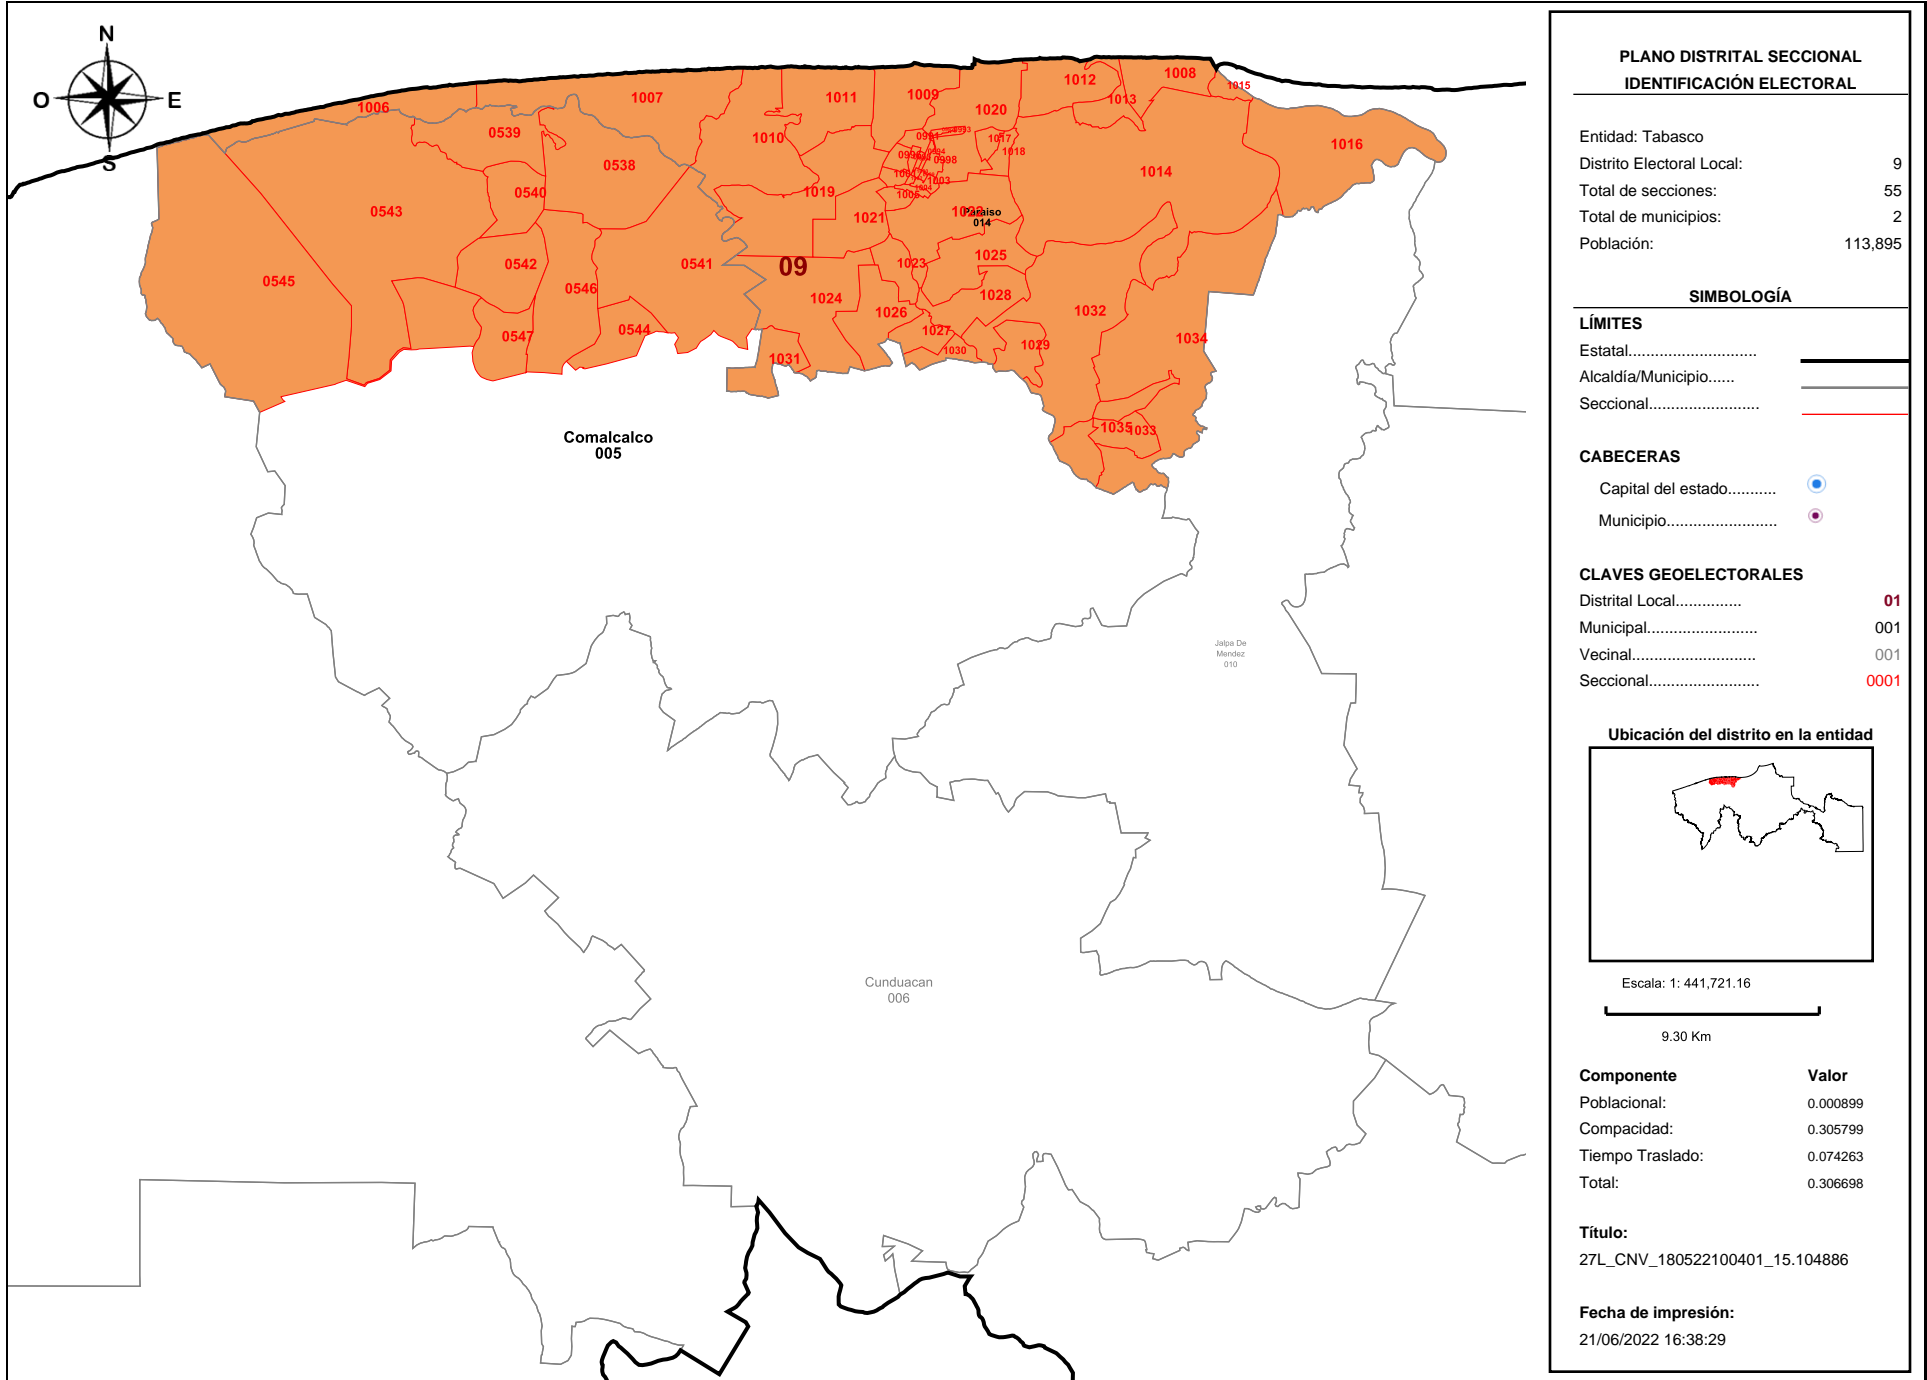 N
O
E
S
1006
1007
1011
1009
1012
1008
1015
1013
1020
0539
1010
0538
1017
1018
1016
0998
1014
0540
1019
1003
0543
1021
Paraiso
014
0542
0541
09
1023
1025
0545
0546
1024
1028
1026
1032
0547
0544
1027
1034
1031
1030
1029
1035
1033
Comalcalco
005
Jalpa De
Mendez
010
Cunduacan
006
PLANO DISTRITAL SECCIONAL
IDENTIFICACIÓN ELECTORAL
Entidad: Tabasco
Distrito Electoral Local: 9
Total de secciones: 55
Total de municipios: 2
Población: 113,895
SIMBOLOGÍA
LÍMITES
Estatal.............................
Alcaldía/Municipio......
Seccional.........................
CABECERAS
Capital del estado...........
Municipio.........................
CLAVES GEOELECTORALES
Distrital Local............... 01
Municipal......................... 001
Vecinal............................ 001
Seccional......................... 0001
Ubicación del distrito en la entidad
Escala: 1: 441,721.16
9.30 Km
Componente Valor
Poblacional: 0.000899
Compacidad: 0.305799
Tiempo Traslado: 0.074263
Total: 0.306698
Título:
27L_CNV_180522100401_15.104886
Fecha de impresión:
21/06/2022 16:38:29